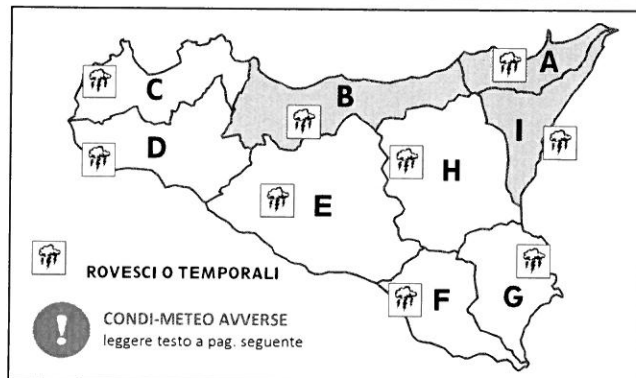 A
C
B
I
D
H
E
G
F
ROVESCI O TEMPORALI
!
CONDI-METEO AVVERSE
leggere testo a pag. seguente